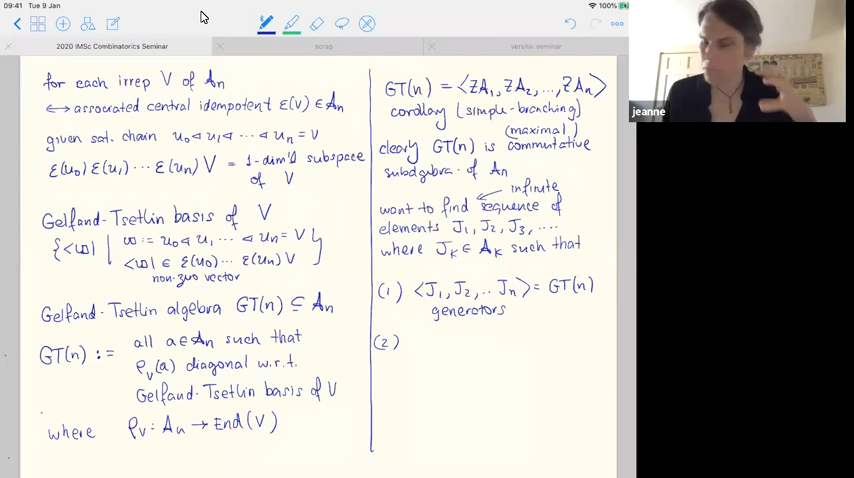 09:41 Tue 9 Jan
100%
2020 IMSc Combinatorics Seminar
scrap
vershik seminar
jeanne
for each irrep V of An
⟷ associated central idempotent ε(v) ∈ An
given sat. chain u0 ◁ u1 ◁ ··· ◁ un = V
ε(u0) ε(u1) ··· ε(un) V = 1-dim'l subspace
of V
Gelfand-Tsetlin basis of V
{<ω| | ω := u0 ◁ u1 ··· ◁ un = V
<ω| ∈ ε(u0) ··· ε(un) V }
non-zero vector
Gelfand-Tsetlin algebra GT(n) ⊆ An
GT(n) := all a ∈ An such that
ρv(a) diagonal w.r.t.
Gelfand-Tsetlin basis of V
where ρv : An → End(V)
GT(n) = <ZA1, ZA2, ..., ZAn>
corollary (simple-branching)
(maximal)
clearly GT(n) is commutative
subalgebra of An
infinite
want to find sequence of
elements J1, J2, J3, ....
where JK ∈ AK such that
(1) <J1, J2, .. Jn> = GT(n)
generators
(2)